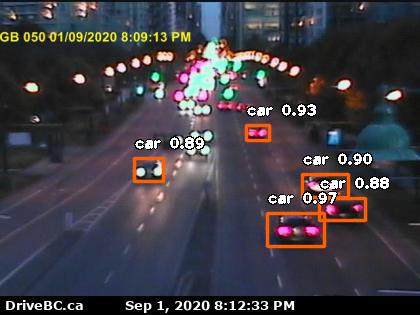 GB 050 01/09/2020 8:09:13 PM
car 0.93
car 0.89
car 0.90
car 0.88
car 0.97
DriveBC.ca Sep 1, 2020 8:12:33 PM